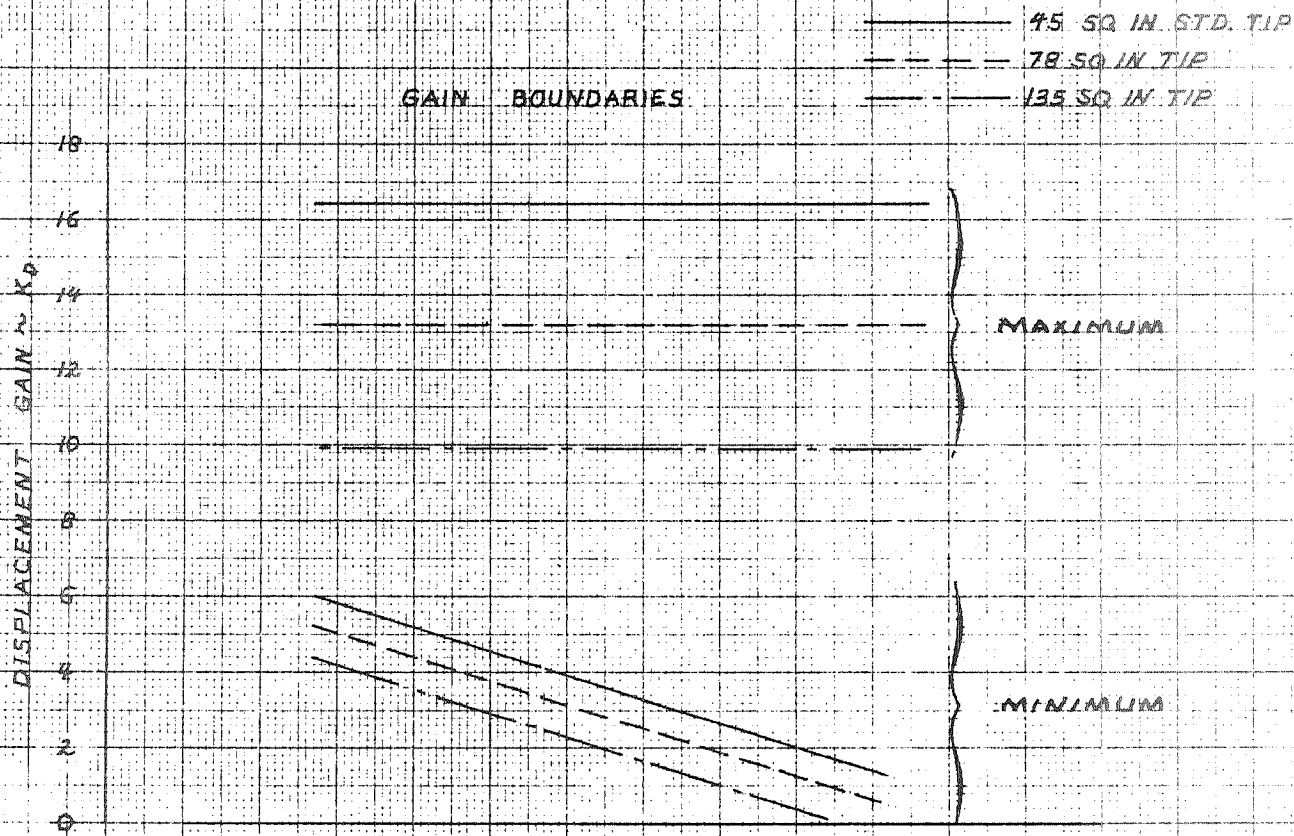 45 SQ IN STD. TIP
78 SQ IN TIP
135 SQ IN TIP
GAIN BOUNDARIES
18
16
14
12
10
8
6
4
2
0
DISPLACEMENT GAIN ~ KD
MAXIMUM
MINIMUM